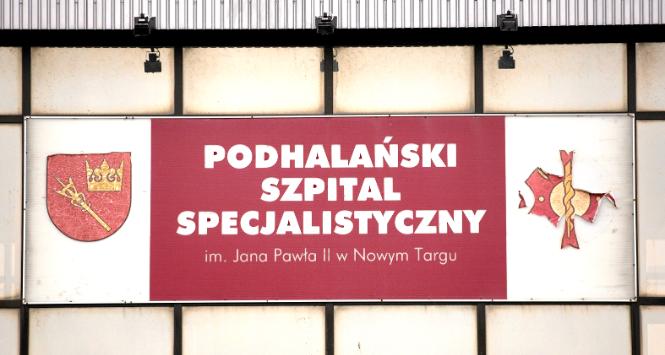 PODHALAŃSKI
SZPITAL
SPECJALISTYCZNY
im. Jana Pawła II w Nowym Targu